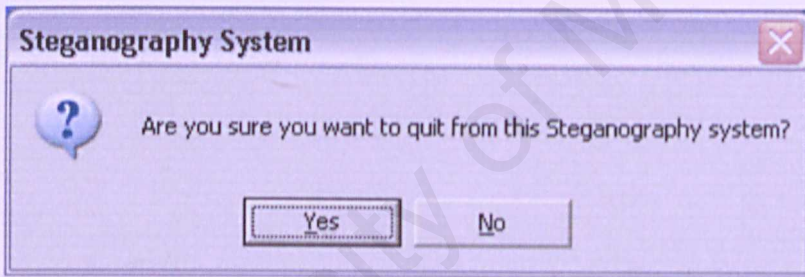 Steganography System
Are you sure you want to quit from this Steganography system?
Yes
No